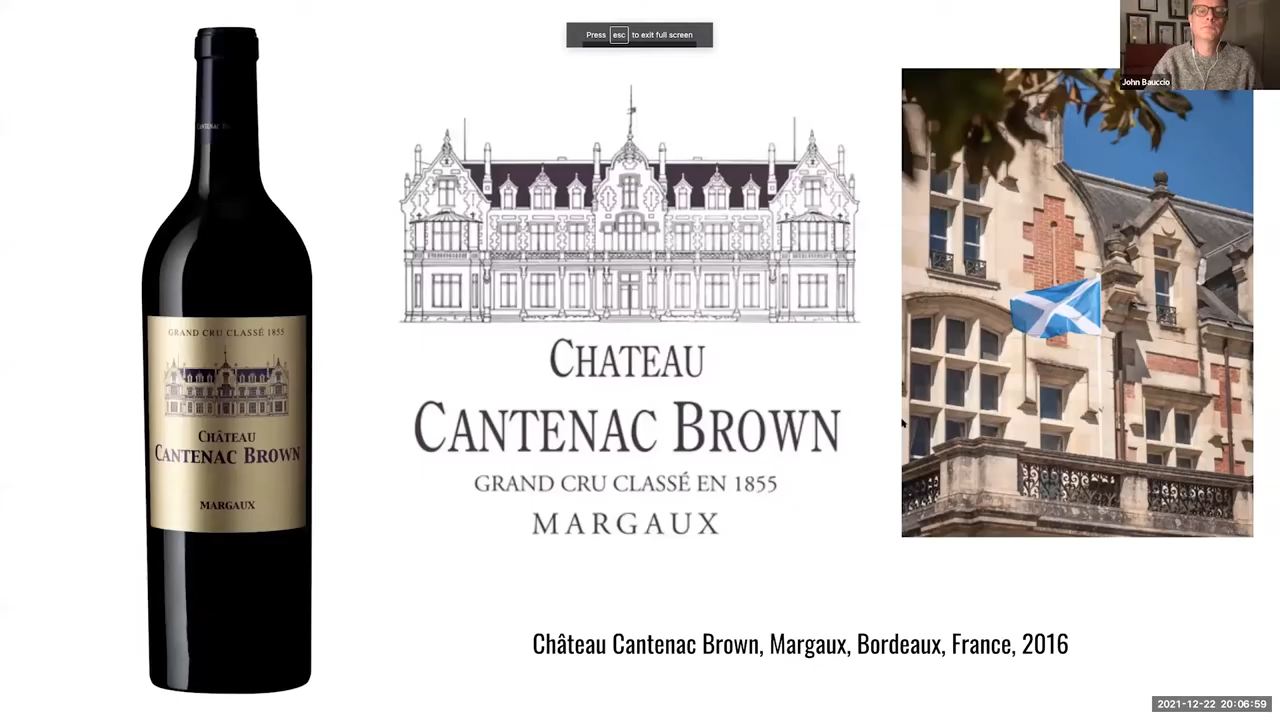 Press esc to exit full screen
John Bauccio
GRAND CRU CLASSÉ 1855
CHÂTEAU
CANTENAC BROWN
MARGAUX
CHATEAU
CANTENAC BROWN
GRAND CRU CLASSÉ EN 1855
MARGAUX
Château Cantenac Brown, Margaux, Bordeaux, France, 2016
2021-12-22 20:06:59